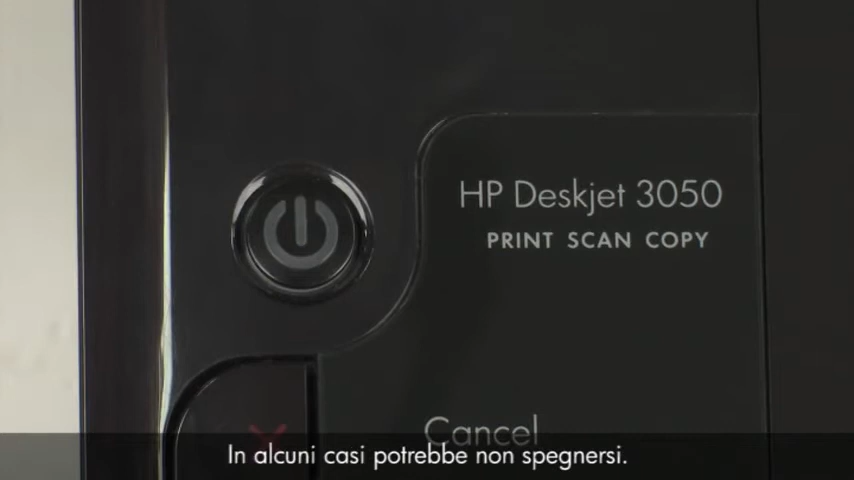 HP Deskjet 3050
PRINT SCAN COPY
Cancel
In alcuni casi potrebbe non spegnersi.